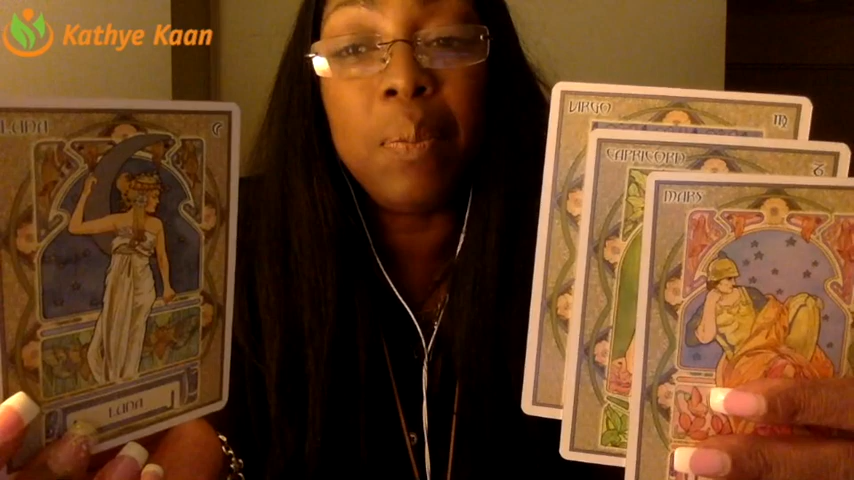 Kathye Kaan
LUNA
LUNA
VIRGO
CAPRICORN
MARS